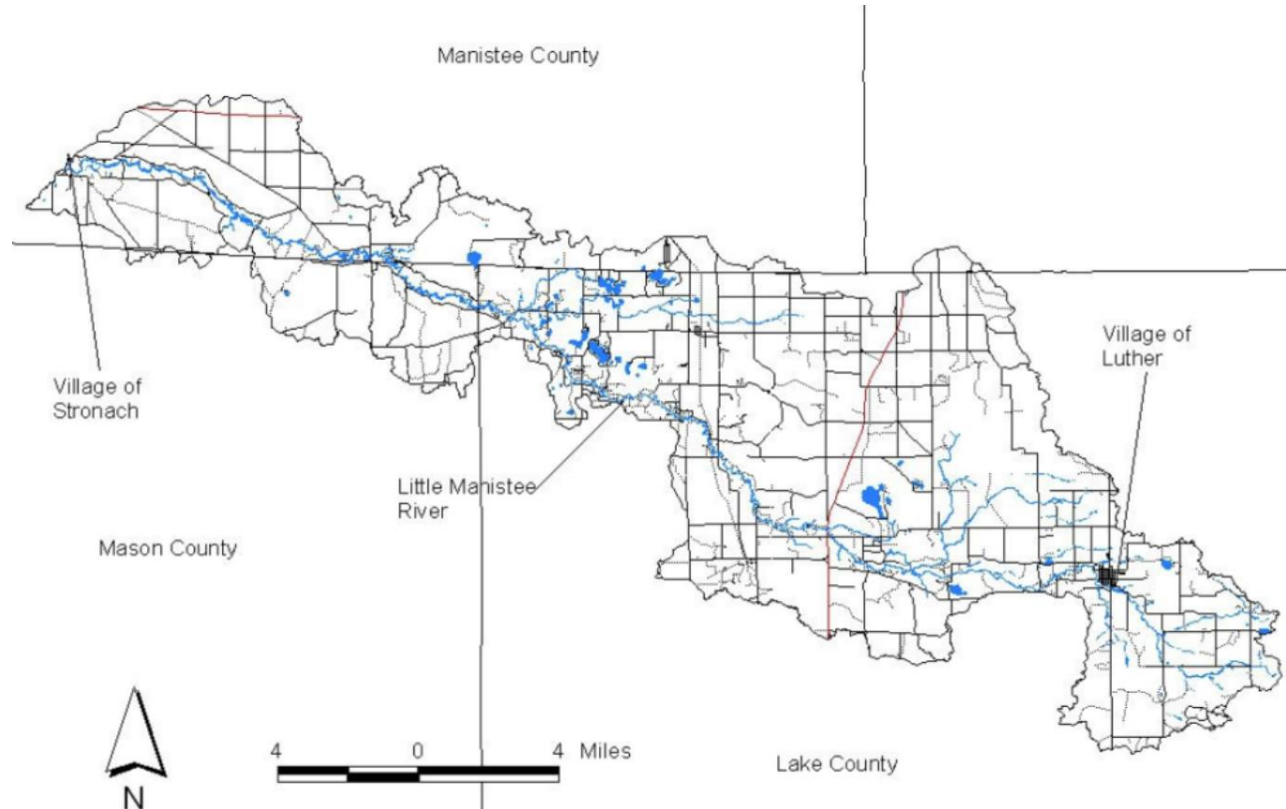 Manistee County
Village of
Luther
Village of
Stronach
Little Manistee
River
Mason County
4 0 4 Miles
Lake County
N